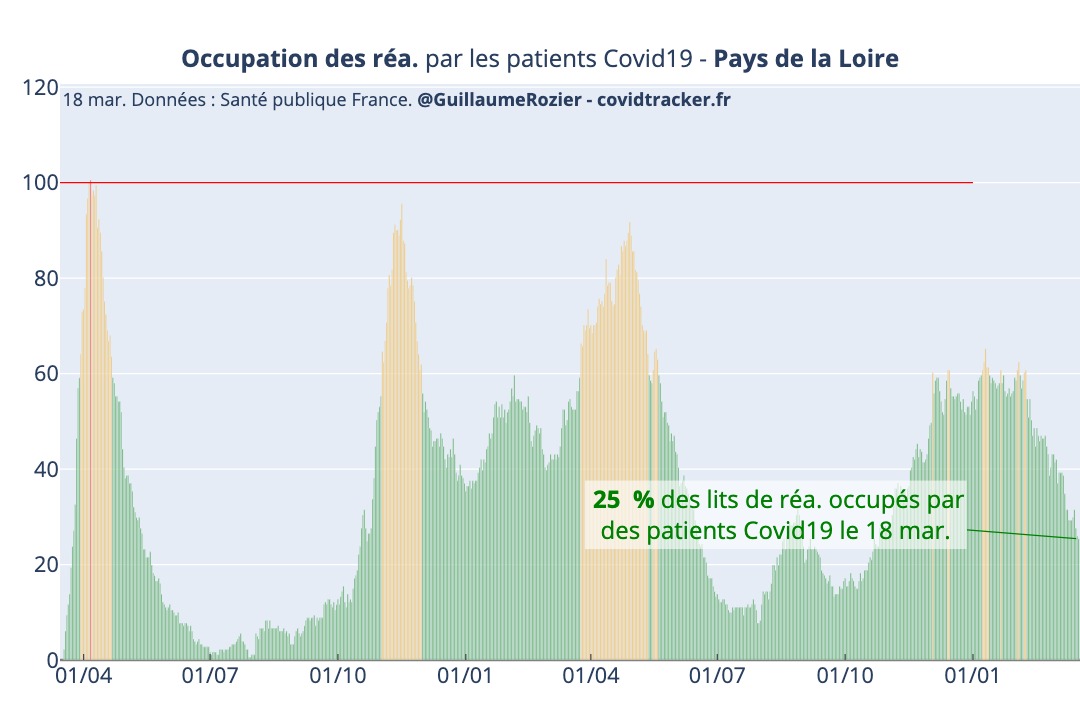 Occupation des réa. par les patients Covid19 - Pays de la Loire
120
18 mar. Données : Santé publique France. @GuillaumeRozier - covidtracker.fr
100
80
60
40
25  % des lits de réa. occupés par
des patients Covid19 le 18 mar.
20
0
01/04 01/07 01/10 01/01 01/04 01/07 01/10 01/01